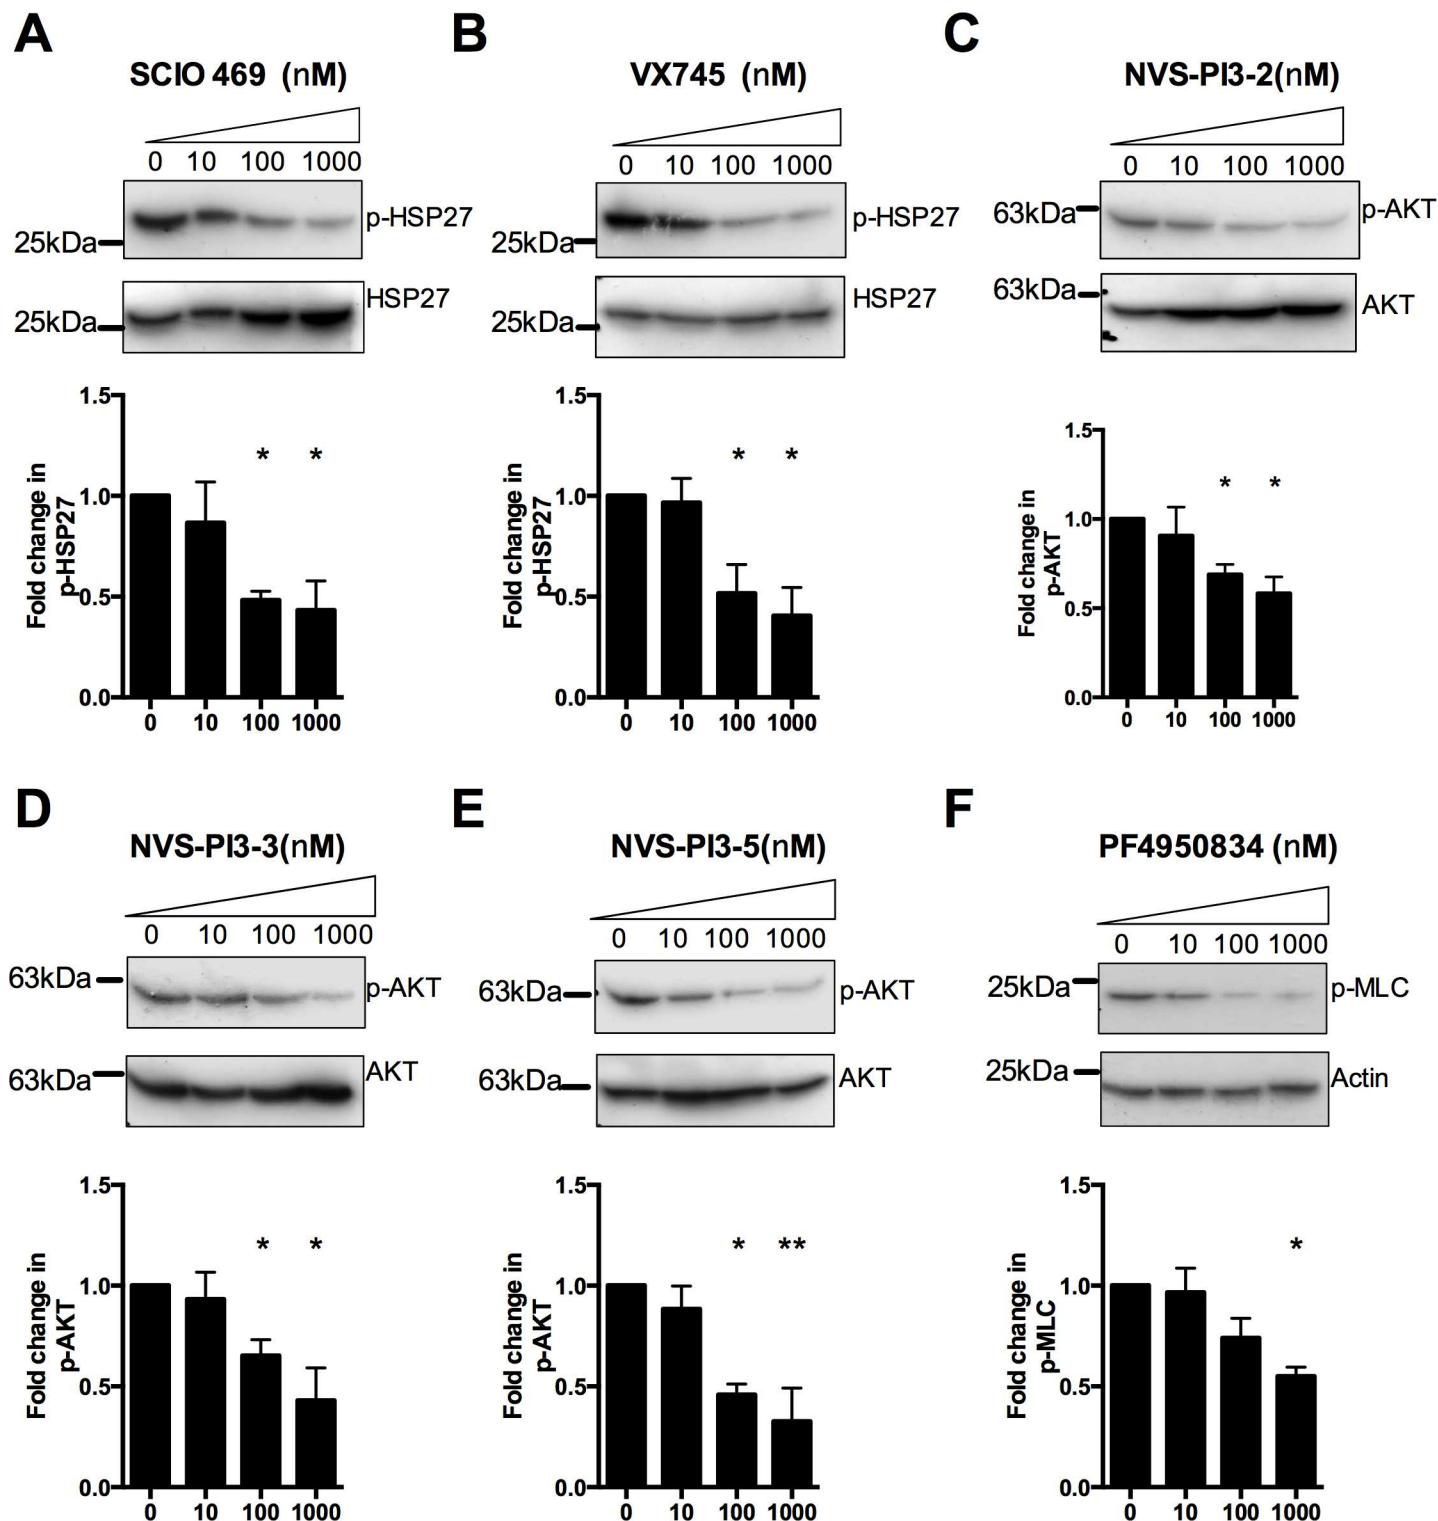 A
SCIO 469 (nM)
0 10 100 1000
p-HSP27
25kDa
HSP27
25kDa
1.5
1.0
0.5
0.0
Fold change in
p-HSP27
* *
0 10 100 1000
B
VX745 (nM)
0 10 100 1000
p-HSP27
25kDa
HSP27
25kDa
1.5
1.0
0.5
0.0
Fold change in
p-HSP27
* *
0 10 100 1000
C
NVS-PI3-2(nM)
0 10 100 1000
63kDa
p-AKT
63kDa
AKT
1.5
1.0
0.5
0.0
Fold change in
p-AKT
* *
0 10 100 1000
D
NVS-PI3-3(nM)
0 10 100 1000
63kDa
p-AKT
63kDa
AKT
1.5
1.0
0.5
0.0
Fold change in
p-AKT
* *
0 10 100 1000
E
NVS-PI3-5(nM)
0 10 100 1000
63kDa
p-AKT
63kDa
AKT
1.5
1.0
0.5
0.0
Fold change in
p-AKT
* **
0 10 100 1000
F
PF4950834 (nM)
0 10 100 1000
25kDa
p-MLC
25kDa
Actin
1.5
1.0
0.5
0.0
Fold change in
p-MLC
*
0 10 100 1000